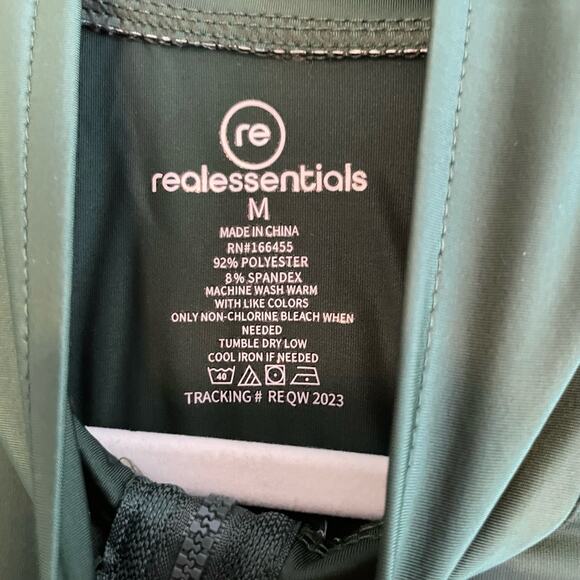 re
realessentials
M
MADE IN CHINA
RN#166455
92% POLYESTER
8% SPANDEX
MACHINE WASH WARM
WITH LIKE COLORS
ONLY NON-CHLORINE BLEACH WHEN
NEEDED
TUMBLE DRY LOW
COOL IRON IF NEEDED
40
TRACKING# REQW 2023